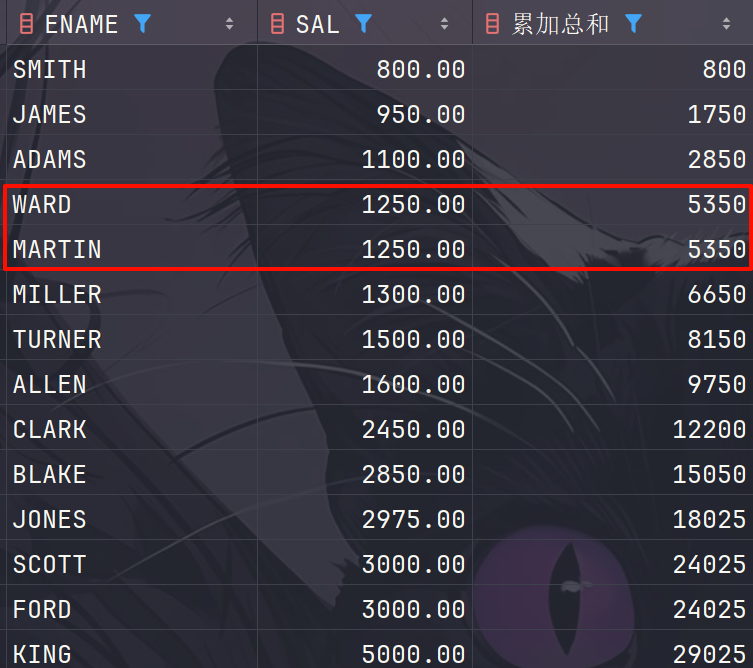 ENAME SAL 累加总和
SMITH 800.00 800
JAMES 950.00 1750
ADAMS 1100.00 2850
WARD 1250.00 5350
MARTIN 1250.00 5350
MILLER 1300.00 6650
TURNER 1500.00 8150
ALLEN 1600.00 9750
CLARK 2450.00 12200
BLAKE 2850.00 15050
JONES 2975.00 18025
SCOTT 3000.00 24025
FORD 3000.00 24025
KING 5000.00 29025